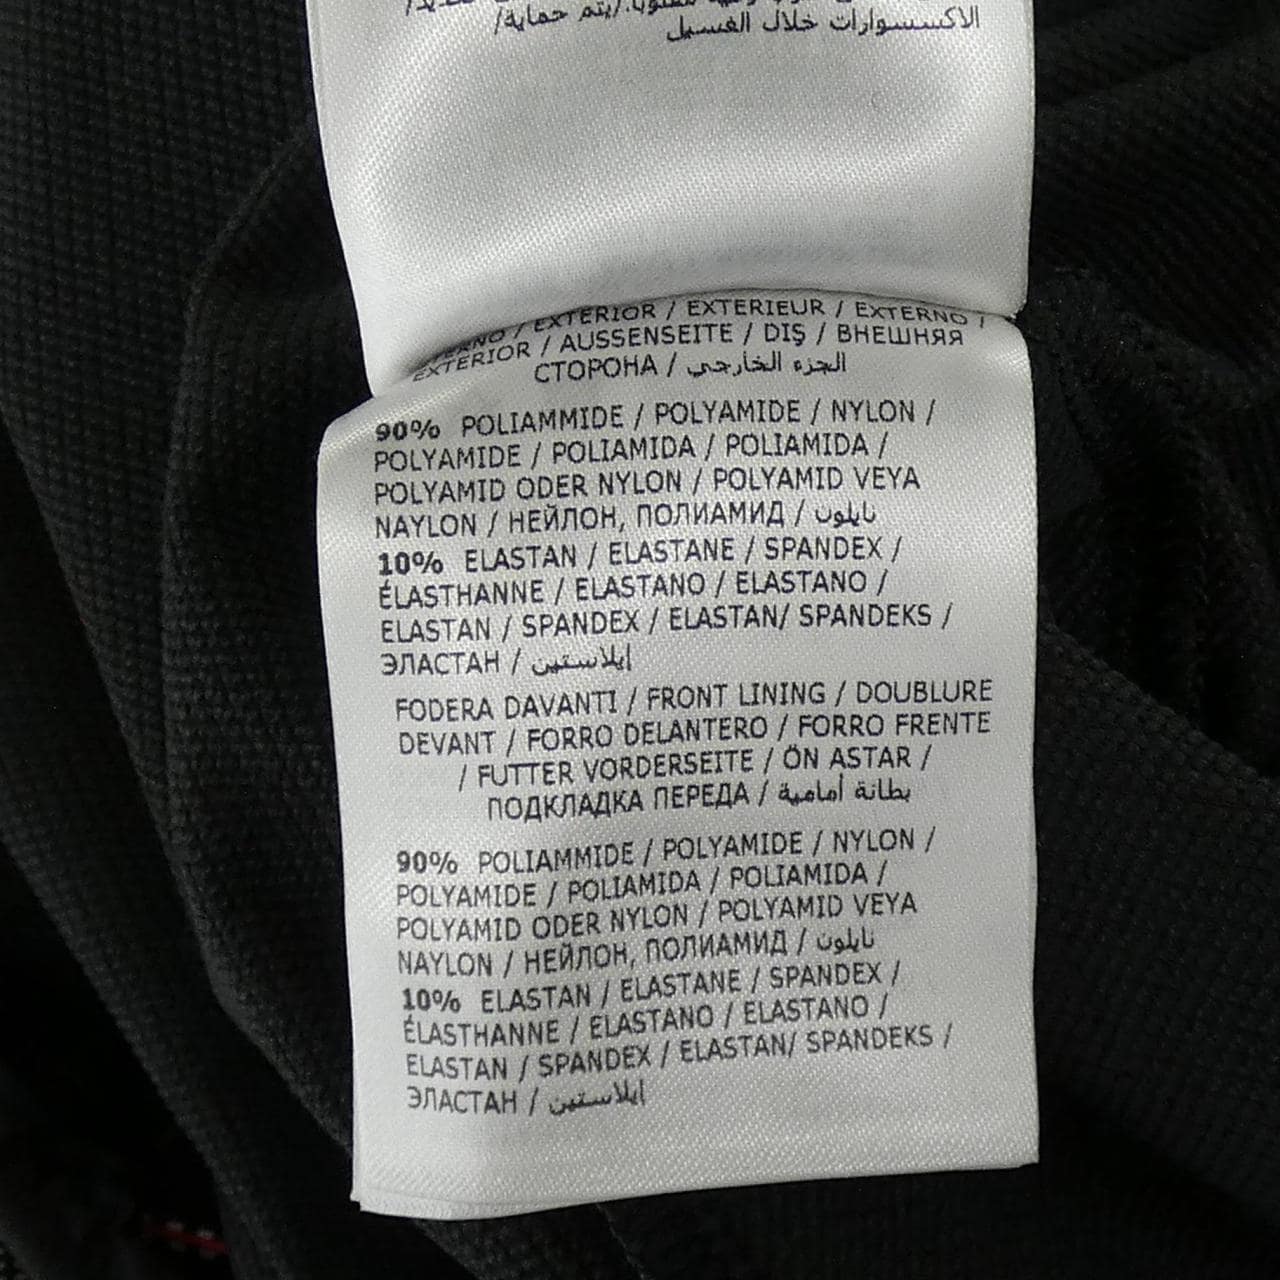 الاكسسوارات خلال الغسيل
EXTERIOR / EXTERIEUR / EXTERNO /
EXTERIOR / AUSSENSEITE / DIŞ / ВНЕШНЯЯ
СТОРОНА / الجزء الخارجي
90% POLIAMMIDE / POLYAMIDE / NYLON /
POLYAMIDE / POLIAMIDA / POLIAMIDA /
POLYAMID ODER NYLON / POLYAMID VEYA
NAYLON / НЕЙЛОН, ПОЛИАМИД / نايلون
10% ELASTAN / ELASTANE / SPANDEX /
ÉLASTHANNE / ELASTANO / ELASTANO /
ELASTAN / SPANDEX / ELASTAN/ SPANDEKS /
ЭЛАСТАН / إيلاستين
FODERA DAVANTI / FRONT LINING / DOUBLURE
DEVANT / FORRO DELANTERO / FORRO FRENTE
/ FUTTER VORDERSEITE / ÖN ASTAR /
ПОДКЛАДКА ПЕРЕДА / بطانة أمامية
90% POLIAMMIDE / POLYAMIDE / NYLON /
POLYAMIDE / POLIAMIDA / POLIAMIDA /
POLYAMID ODER NYLON / POLYAMID VEYA
NAYLON / НЕЙЛОН, ПОЛИАМИД / نايلون
10% ELASTAN / ELASTANE / SPANDEX /
ÉLASTHANNE / ELASTANO / ELASTANO /
ELASTAN / SPANDEX / ELASTAN/ SPANDEKS /
ЭЛАСТАН / إيلاستين